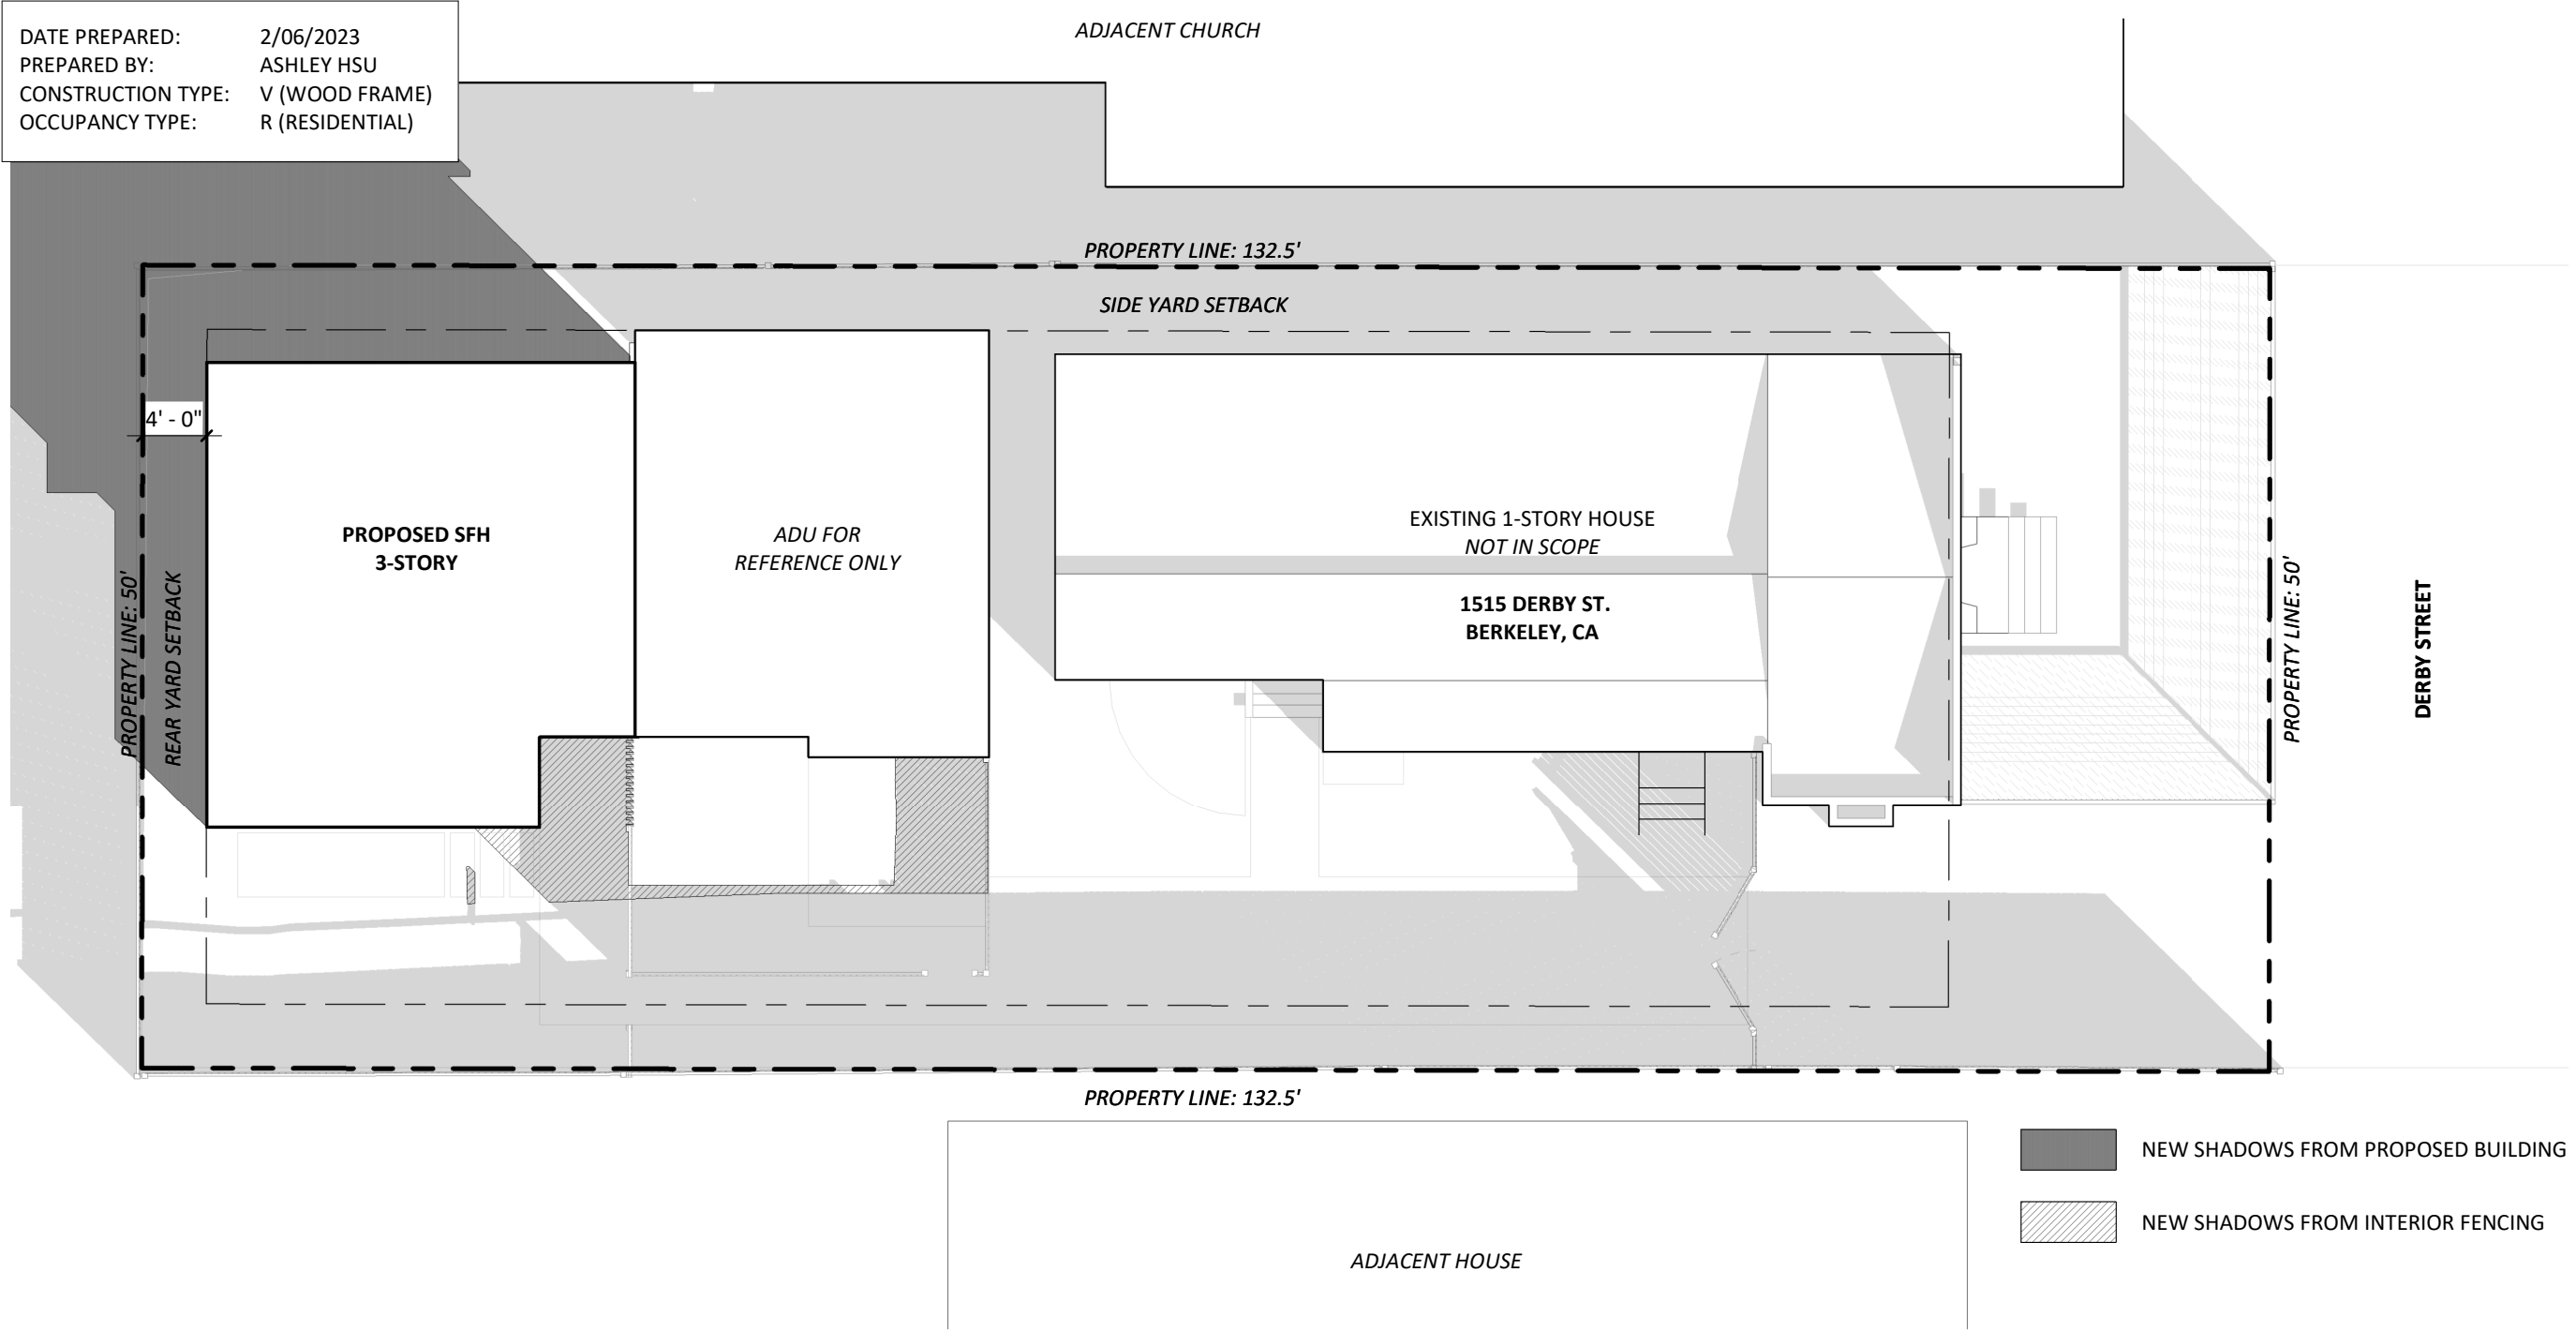 DATE PREPARED: 2/06/2023
PREPARED BY: ASHLEY HSU
CONSTRUCTION TYPE: V (WOOD FRAME)
OCCUPANCY TYPE: R (RESIDENTIAL)
ADJACENT CHURCH
PROPERTY LINE: 132.5'
SIDE YARD SETBACK
4' - 0"
PROPOSED SFH
3-STORY
ADU FOR
REFERENCE ONLY
EXISTING 1-STORY HOUSE
NOT IN SCOPE
1515 DERBY ST.
BERKELEY, CA
PROPERTY LINE: 50'
REAR YARD SETBACK
PROPERTY LINE: 50'
DERBY STREET
PROPERTY LINE: 132.5'
NEW SHADOWS FROM PROPOSED BUILDING
NEW SHADOWS FROM INTERIOR FENCING
ADJACENT HOUSE